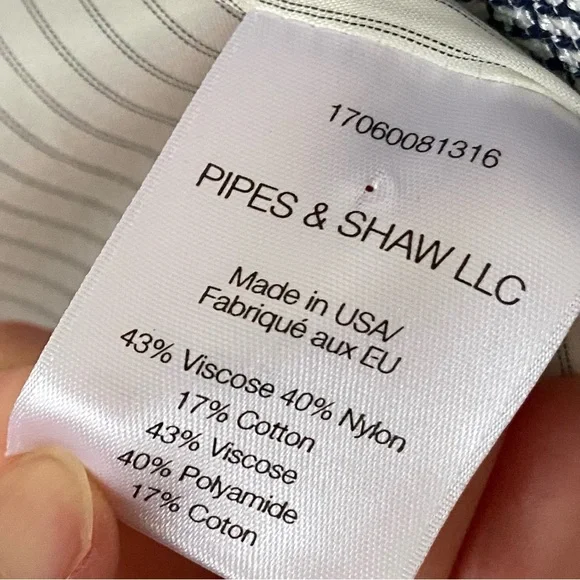 17060081316
PIPES & SHAW LLC
Made in USA/
Fabriqué aux EU
43% Viscose 40% Nylon
17% Cotton
43% Viscose
40% Polyamide
17% Coton